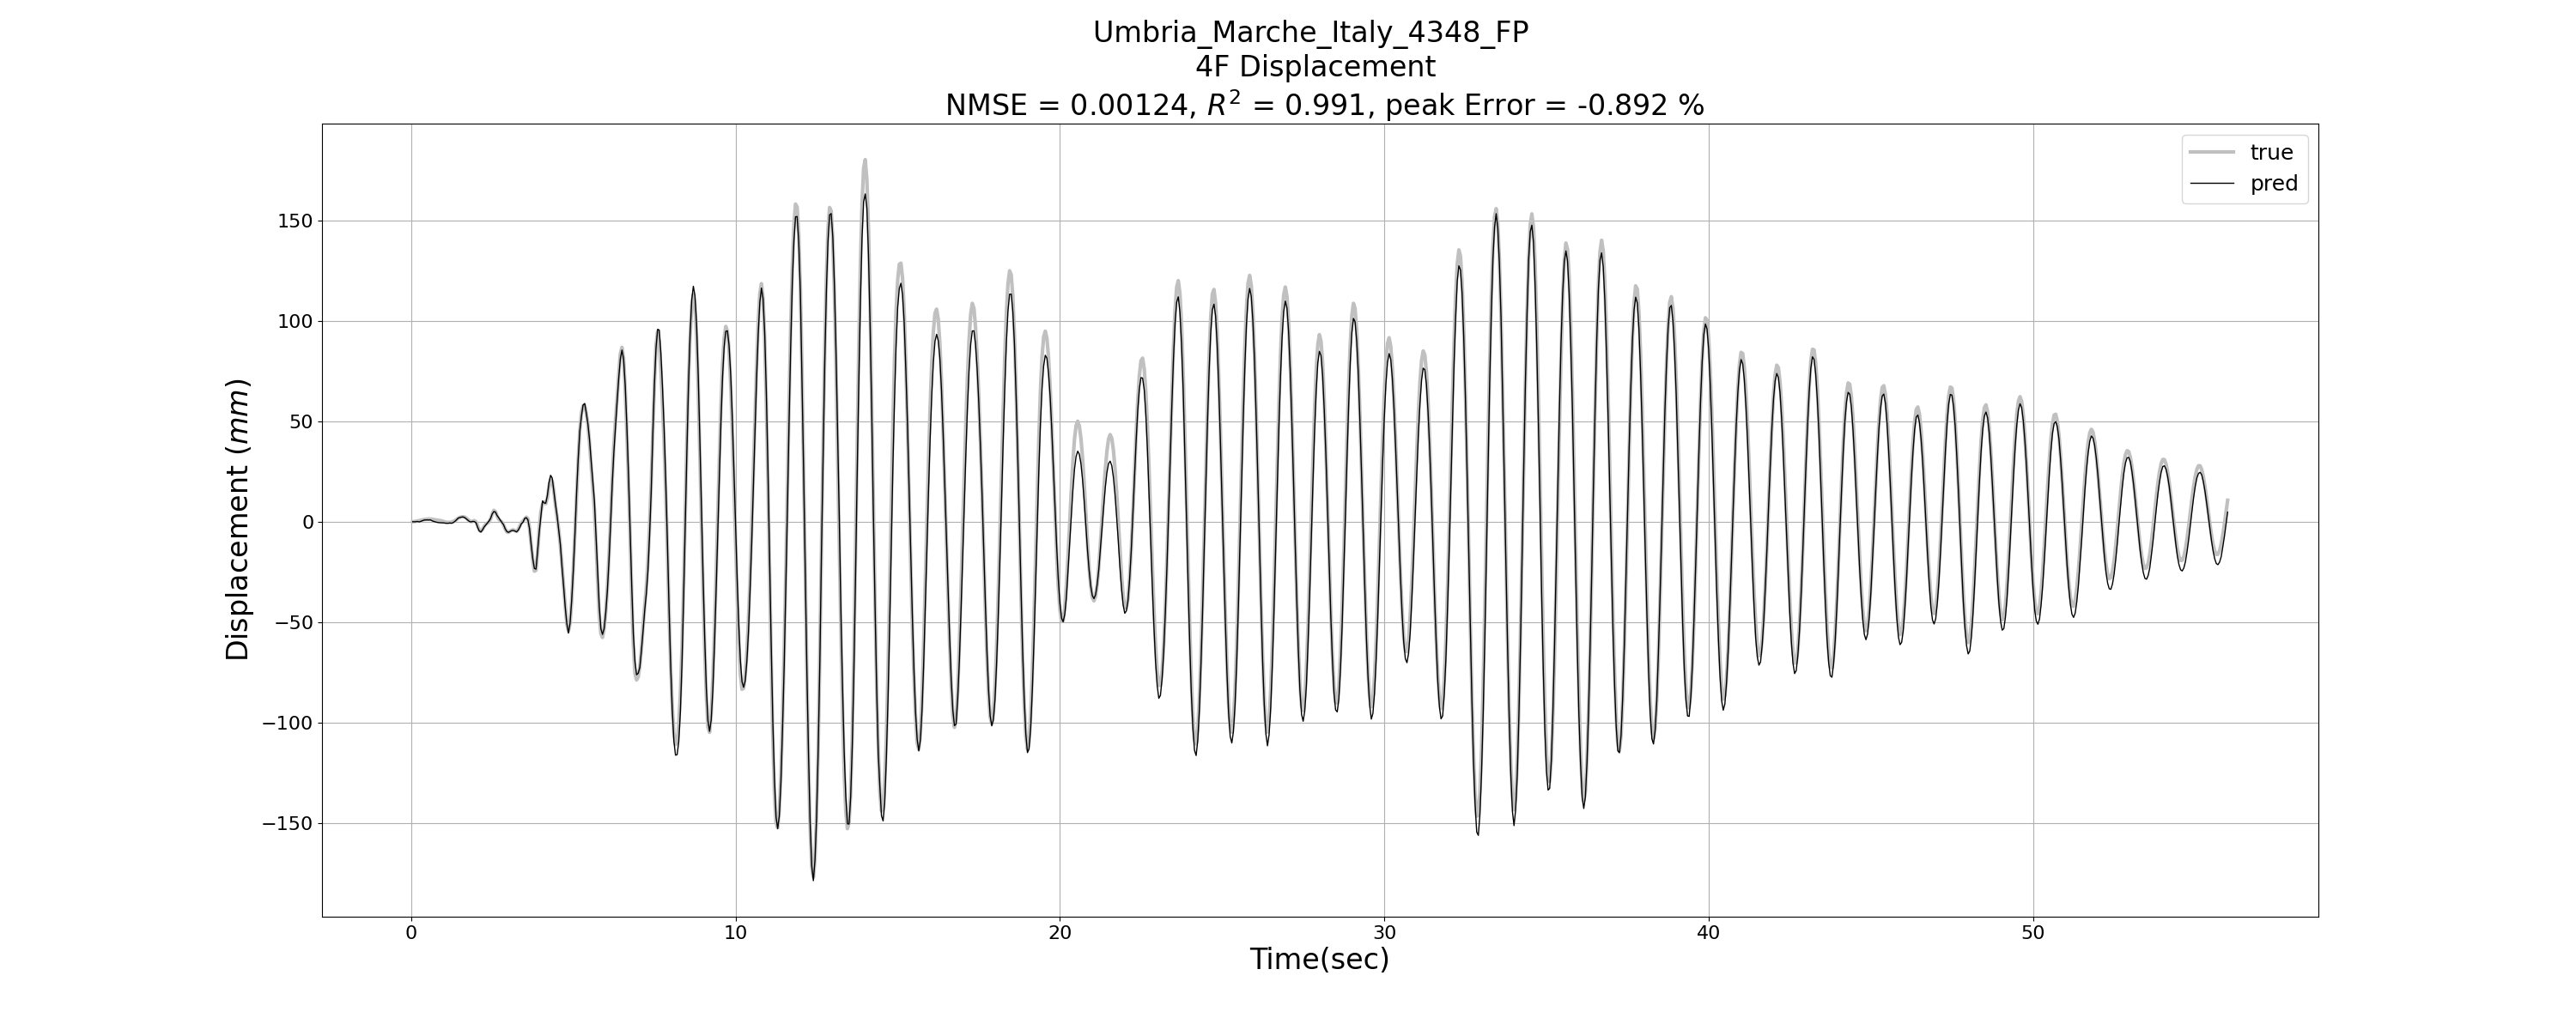 Umbria_Marche_Italy_4348_FP
4F Displacement
NMSE = 0.00124, R² = 0.991, peak Error = -0.892 %
true
pred
Displacement (mm)
150
100
50
0
−50
−100
−150
0 10 20 30 40 50
Time(sec)